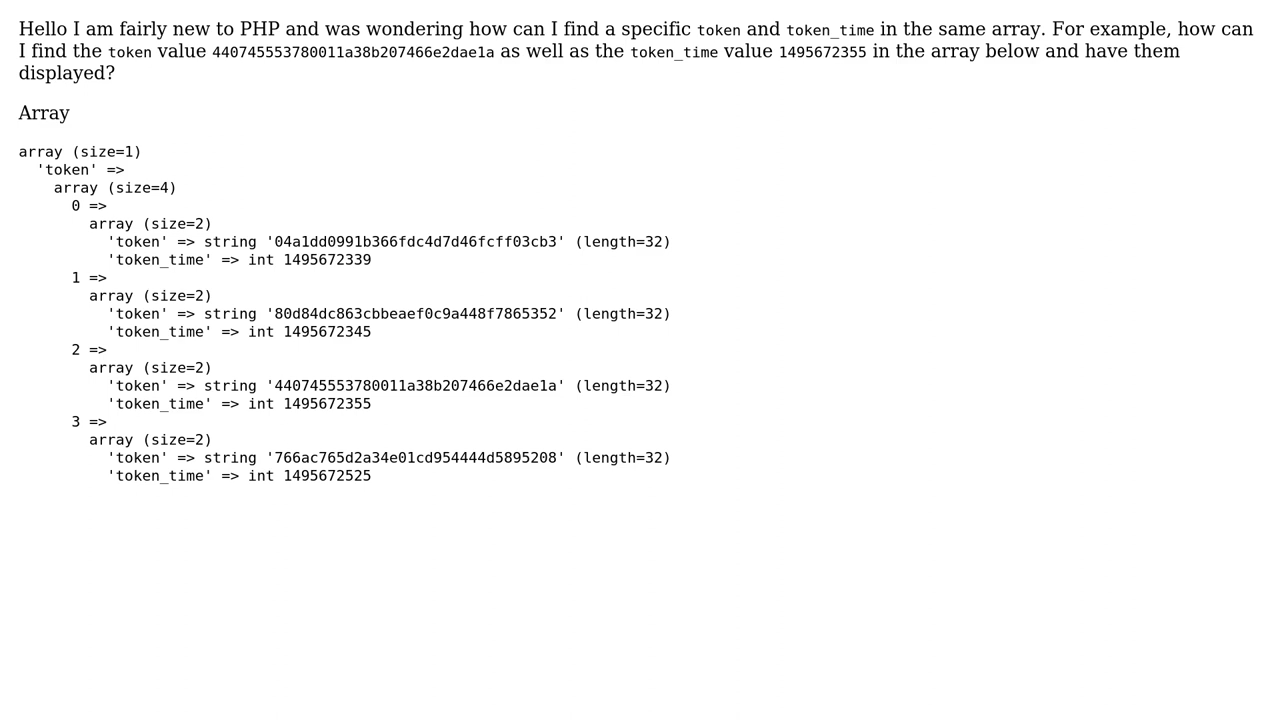 Hello I am fairly new to PHP and was wondering how can I find a specific token and token_time in the same array. For example, how can
I find the token value 440745553780011a38b207466e2dae1a as well as the token_time value 1495672355 in the array below and have them
displayed?
Array
array (size=1)
  'token' =>
    array (size=4)
      0 =>
        array (size=2)
          'token' => string '04a1dd0991b366fdc4d7d46fcff03cb3' (length=32)
          'token_time' => int 1495672339
      1 =>
        array (size=2)
          'token' => string '80d84dc863cbbeaef0c9a448f7865352' (length=32)
          'token_time' => int 1495672345
      2 =>
        array (size=2)
          'token' => string '440745553780011a38b207466e2dae1a' (length=32)
          'token_time' => int 1495672355
      3 =>
        array (size=2)
          'token' => string '766ac765d2a34e01cd954444d5895208' (length=32)
          'token_time' => int 1495672525